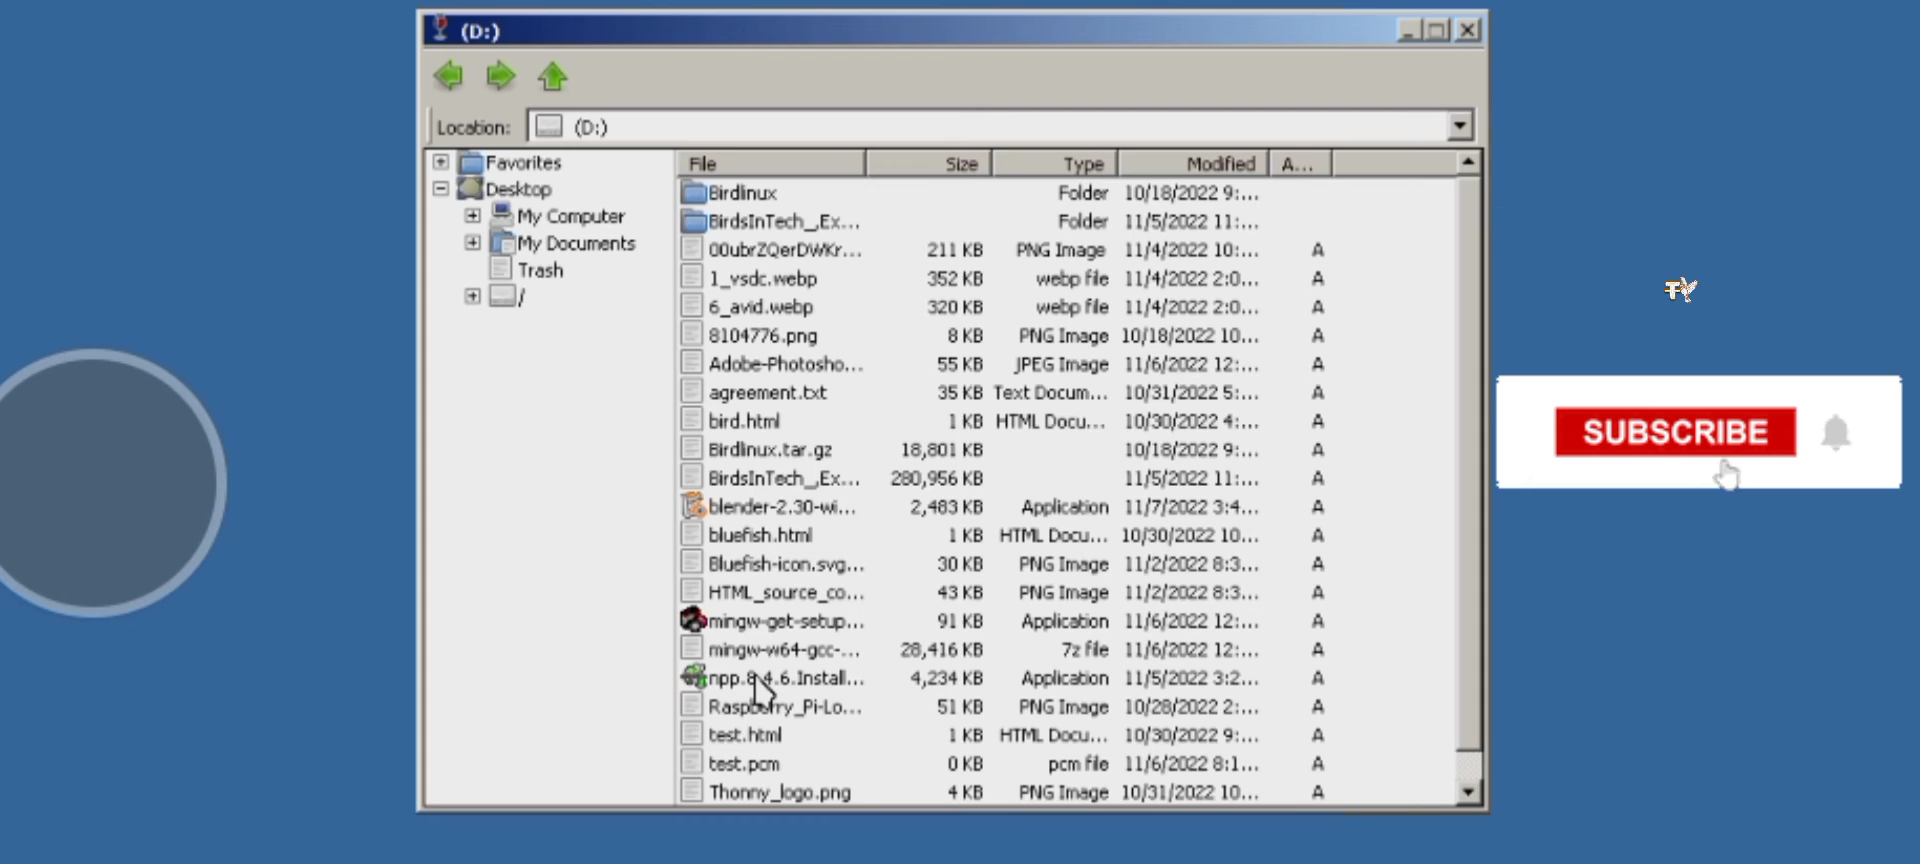 (D:)
Location: (D:)
Favorites
Desktop
My Computer
My Documents
Trash
/
File Size Type Modified A...
Birdlinux Folder 10/18/2022 9:...
BirdsInTech_,Ex... Folder 11/5/2022 11:...
00ubrZQerDWKr... 211 KB PNG Image 11/4/2022 10:... A
1_vsdc.webp 352 KB webp file 11/4/2022 2:0... A
6_avid.webp 320 KB webp file 11/4/2022 2:0... A
8104776.png 8 KB PNG Image 10/18/2022 10... A
Adobe-Photosho... 55 KB JPEG Image 11/6/2022 12:... A
agreement.txt 35 KB Text Docum... 10/31/2022 5:... A
bird.html 1 KB HTML Docu... 10/30/2022 4:... A
Birdlinux.tar.gz 18,801 KB 10/18/2022 9:... A
BirdsInTech_,Ex... 280,956 KB 11/5/2022 11:... A
blender-2.30-wi... 2,483 KB Application 11/7/2022 3:4... A
bluefish.html 1 KB HTML Docu... 10/30/2022 10... A
Bluefish-icon.svg... 30 KB PNG Image 11/2/2022 8:3... A
HTML_source_co... 43 KB PNG Image 11/2/2022 8:3... A
mingw-get-setup... 91 KB Application 11/6/2022 12:... A
mingw-w64-gcc-... 28,416 KB 7z file 11/6/2022 12:... A
npp.8.4.6.Install... 4,234 KB Application 11/5/2022 3:2... A
Raspberry_Pi-Lo... 51 KB PNG Image 10/28/2022 2:... A
test.html 1 KB HTML Docu... 10/30/2022 9:... A
test.pcm 0 KB pcm file 11/6/2022 8:1... A
Thonny_logo.png 4 KB PNG Image 10/31/2022 10... A
SUBSCRIBE